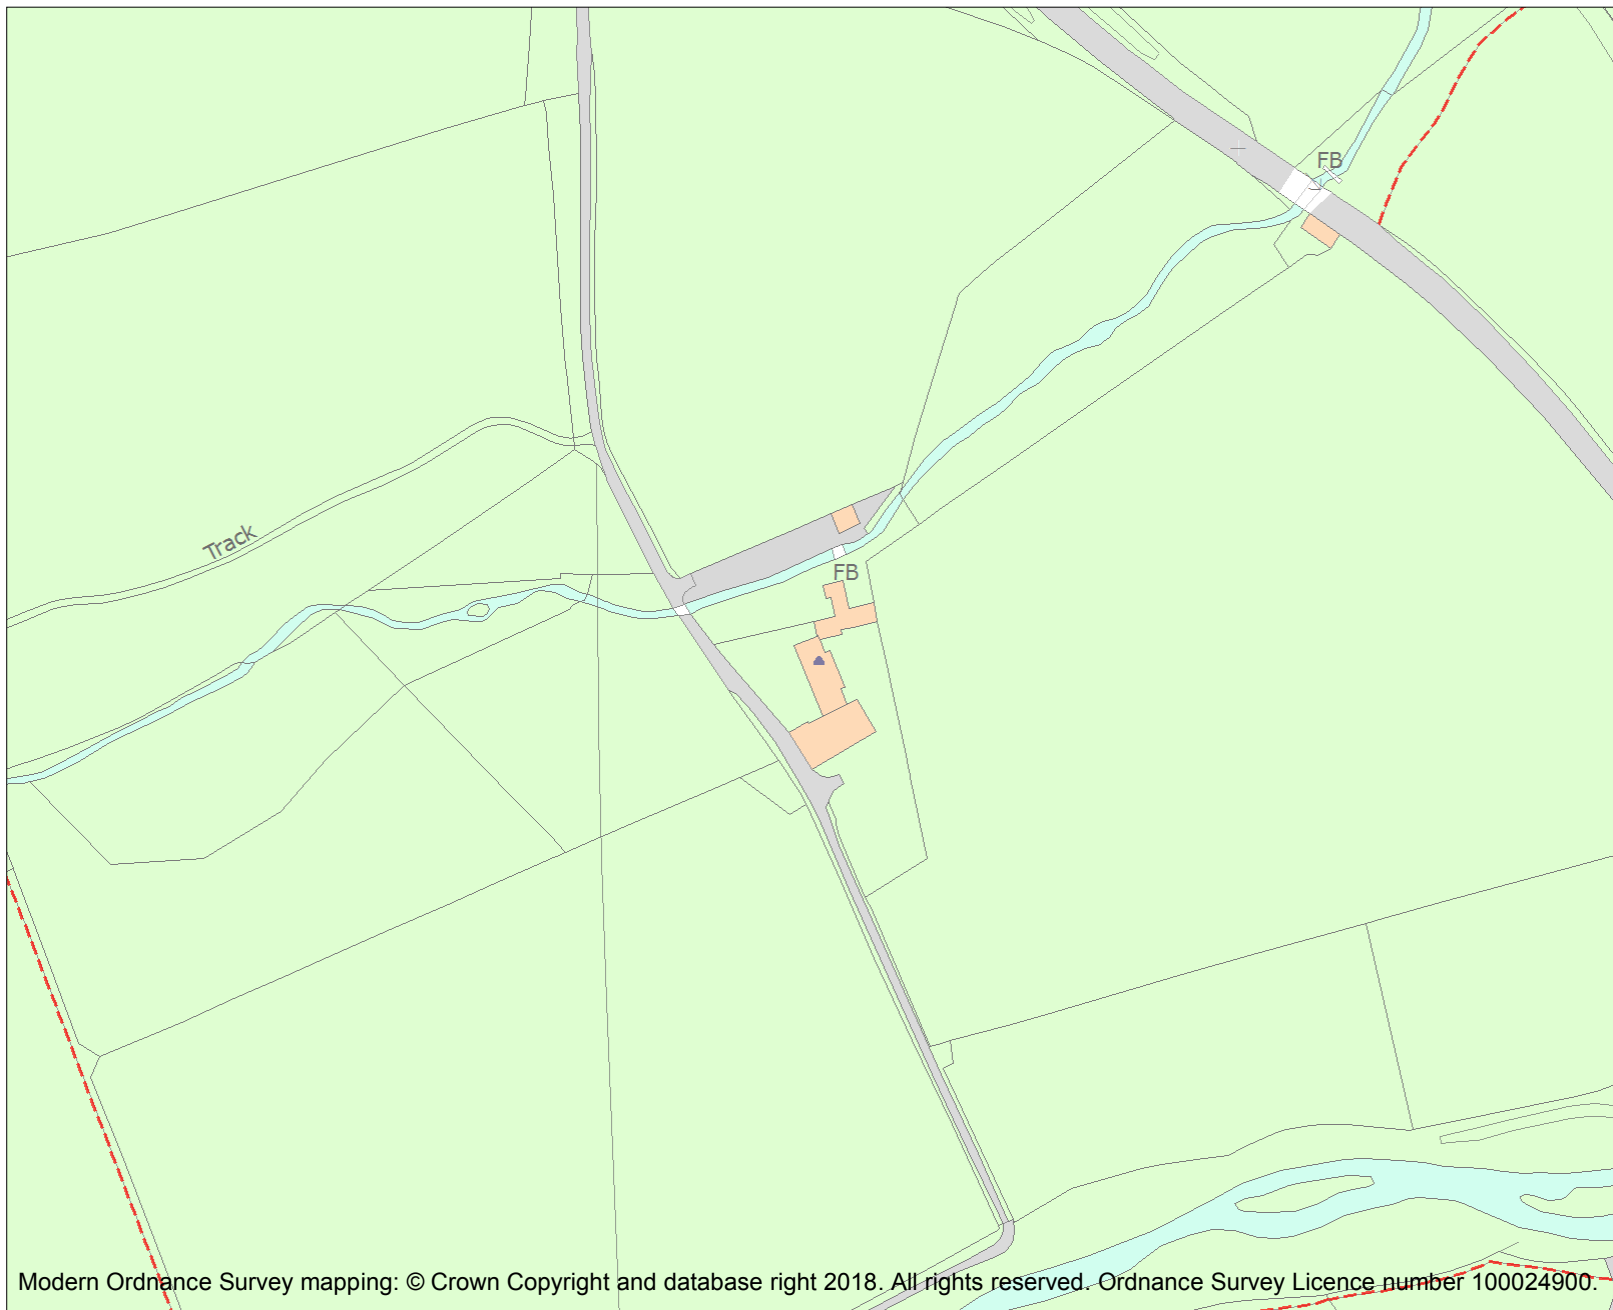 FB
Track
FB
Modern Ordnance Survey mapping: © Crown Copyright and database right 2018. All rights reserved. Ordnance Survey Licence number 100024900.